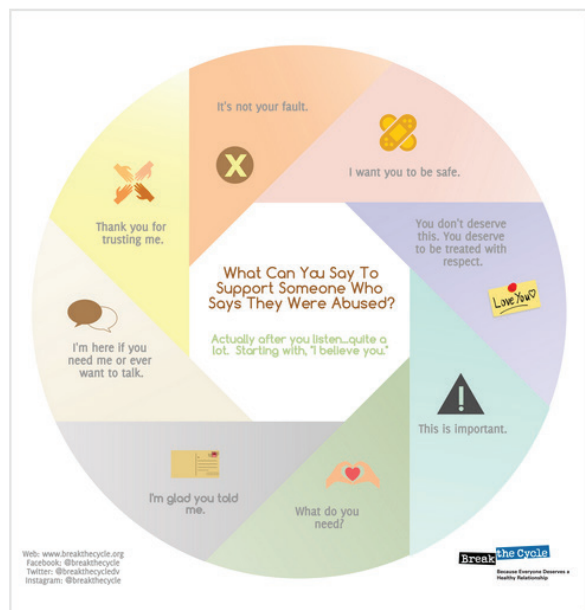 It's not your fault.
X
I want you to be safe.
You don't deserve
this. You deserve
to be treated with
respect.
Love You
Thank you for
trusting me.
What Can You Say To
Support Someone Who
Says They Were Abused?
Actually after you listen...quite a
lot. Starting with, "I believe you."
I'm here if you
need me or ever
want to talk.
!
This is important.
I'm glad you told
me.
What do you
need?
Web: www.breakthecycle.org
Facebook: @breakthecycle
Twitter: @breakthecycledv
Instagram: @breakthecycle
Break the Cycle
Because Everyone Deserves a
Healthy Relationship